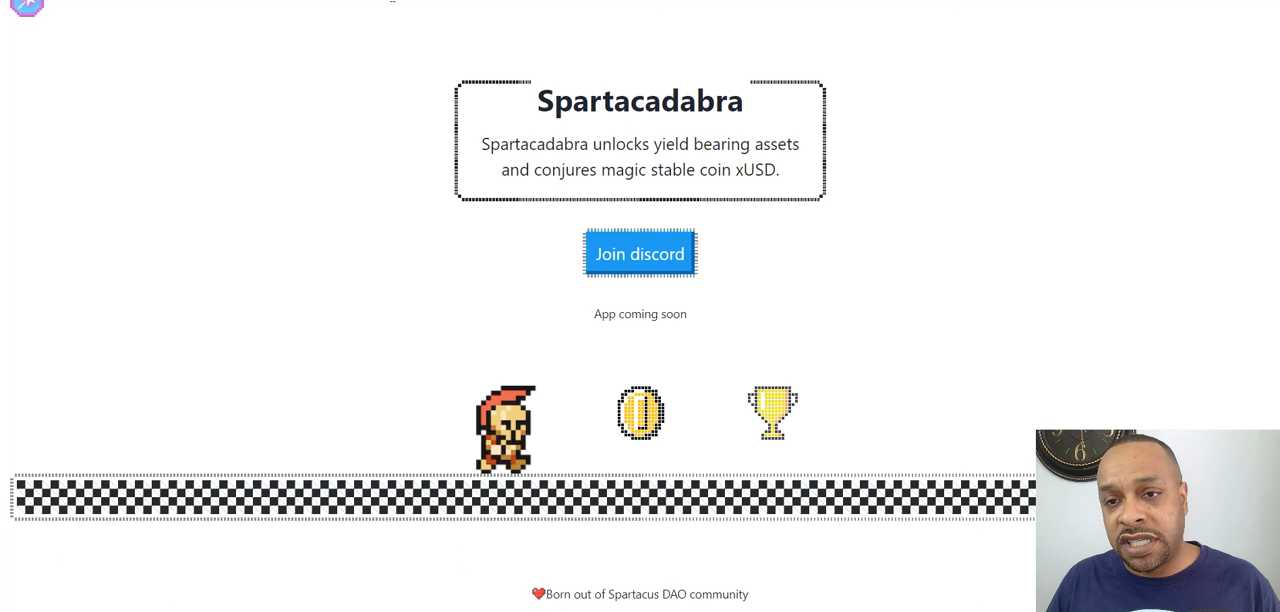 Spartacadabra
Spartacadabra unlocks yield bearing assets
and conjures magic stable coin xUSD.
Join discord
App coming soon
❤️Born out of Spartacus DAO community